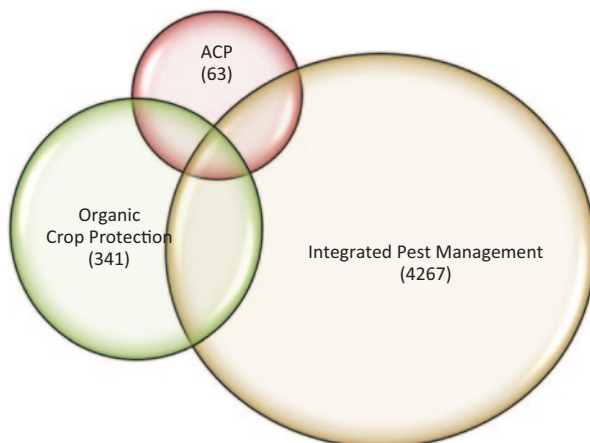 ACP
(63)
Organic
Crop Protection
(341)
Integrated Pest Management
(4267)